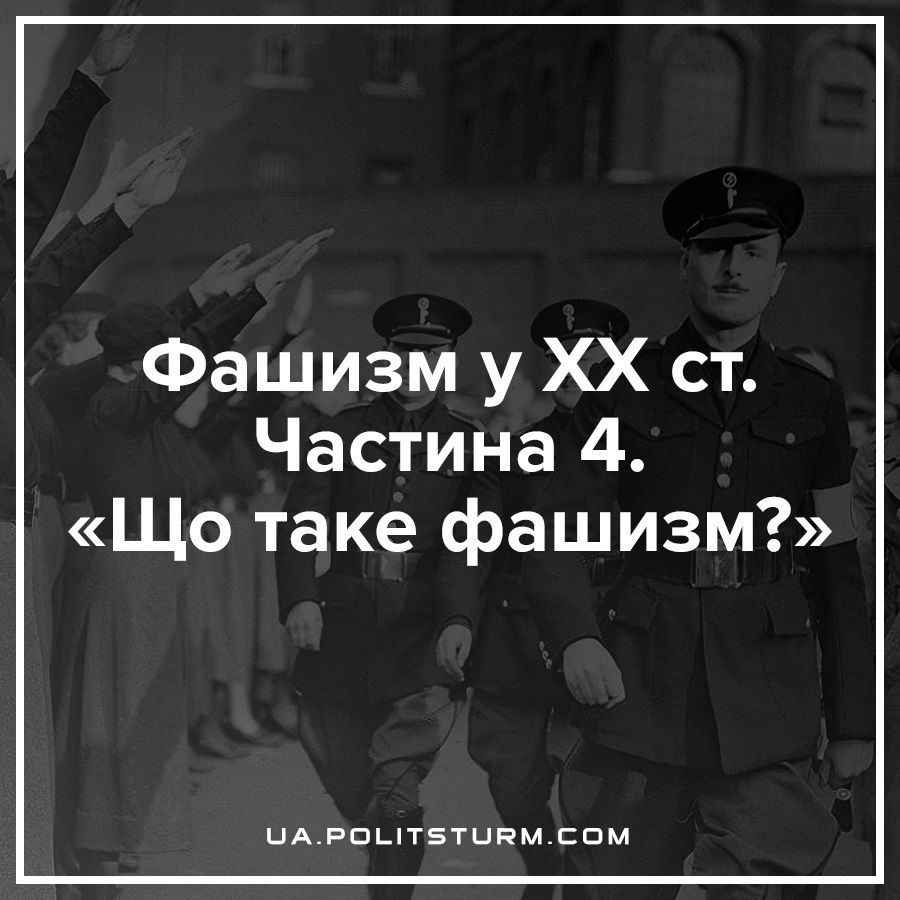 Фашизм у XX ст.
Частина 4.
«Що таке фашизм?»
UA.POLITSTURM.COM